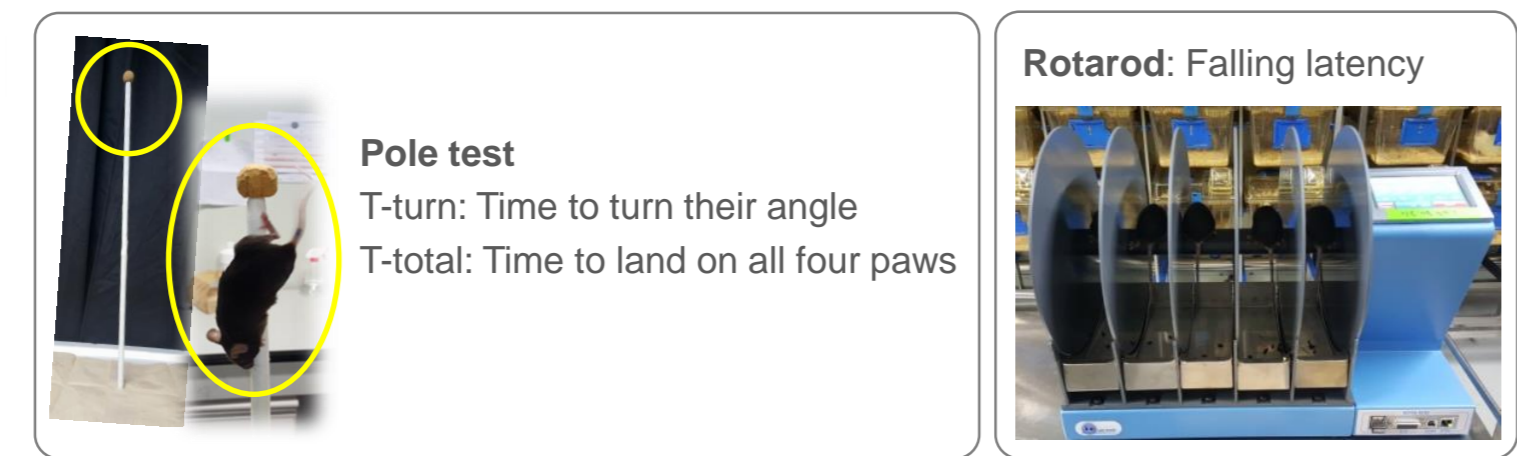 Pole test
T-turn: Time to turn their angle
T-total: Time to land on all four paws
Rotarod: Falling latency